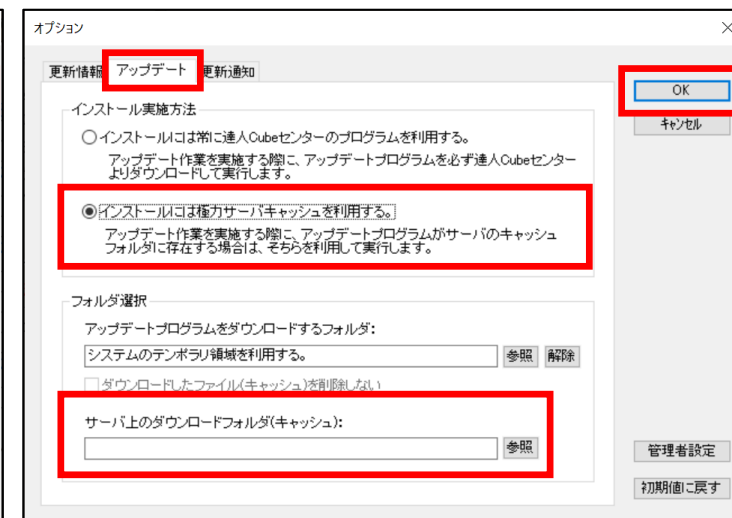 オプション
更新情報 アップデート 更新通知
OK
キャンセル
インストール実施方法
インストールには常に達人Cubeセンターのプログラムを利用する。
アップデート作業を実施する際に、アップデートプログラムを必ず達人Cubeセンター
よりダウンロードして実行します。
インストールには極力サーバキャッシュを利用する。
アップデート作業を実施する際に、アップデートプログラムがサーバのキャッシュ
フォルダに存在する場合は、そちらを利用して実行します。
フォルダ選択
アップデートプログラムをダウンロードするフォルダ:
システムのテンポラリ領域を利用する。 参照 解除
ダウンロードしたファイル(キャッシュ)を削除しない
サーバ上のダウンロードフォルダ(キャッシュ):
参照
管理者設定
初期値に戻す